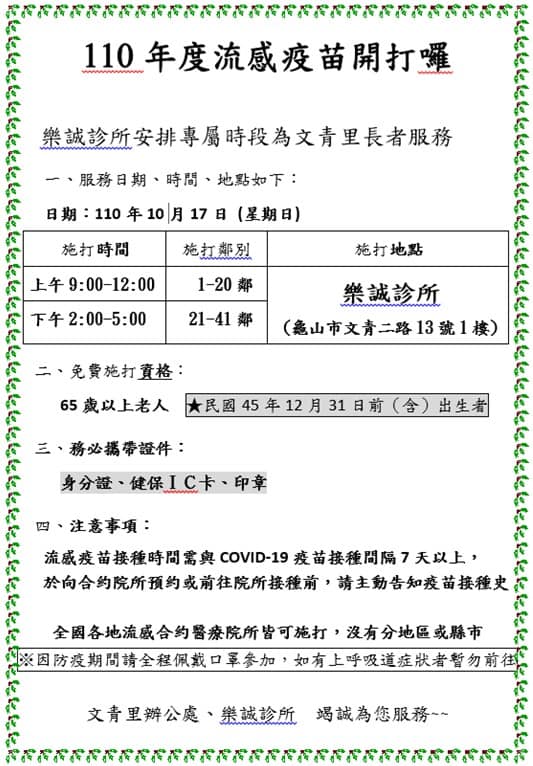 110 年度流感疫苗開打囉
樂誠診所安排專屬時段為文青里長者服務
一、服務日期、時間、地點如下：
日期：110 年 10 月 17 日 (星期日)
施打時間 施打鄰別 施打地點
上午 9:00-12:00 1-20 鄰
下午 2:00-5:00 21-41 鄰
樂誠診所
（龜山市文青二路 13 號 1 樓）
二、免費施打資格：
65 歲以上老人 ★民國 45 年 12 月 31 日前（含）出生者
三、務必攜帶證件：
身分證、健保ＩＣ卡、印章
四、注意事項：
流感疫苗接種時間需與 COVID-19 疫苗接種間隔 7 天以上，
於向合約院所預約或前往院所接種前，請主動告知疫苗接種史
全國各地流感合約醫療院所皆可施打，沒有分地區或縣市
※因防疫期間請全程佩戴口罩參加，如有上呼吸道症狀者暫勿前往
文青里辦公處、樂誠診所 竭誠為您服務~~